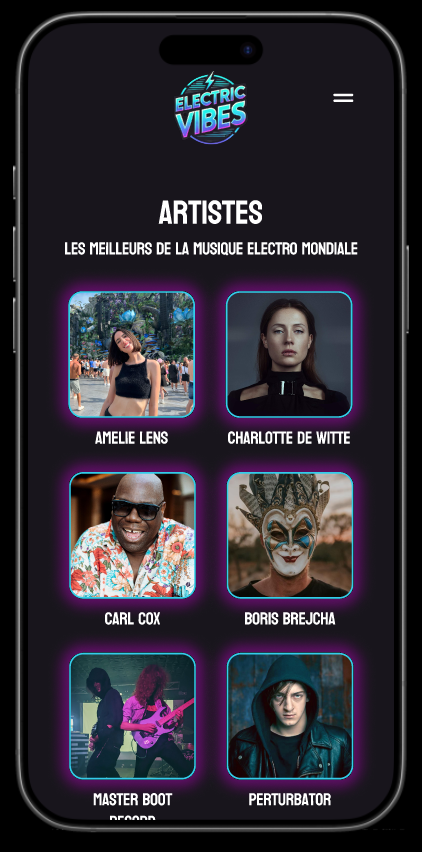 ELECTRIC
VIBES
ARTISTES
LES MEILLEURS DE LA MUSIQUE ELECTRO MONDIALE
AMELIE LENS
CHARLOTTE DE WITTE
CARL COX
BORIS BREJCHA
MASTER BOOT
RECORD
PERTURBATOR